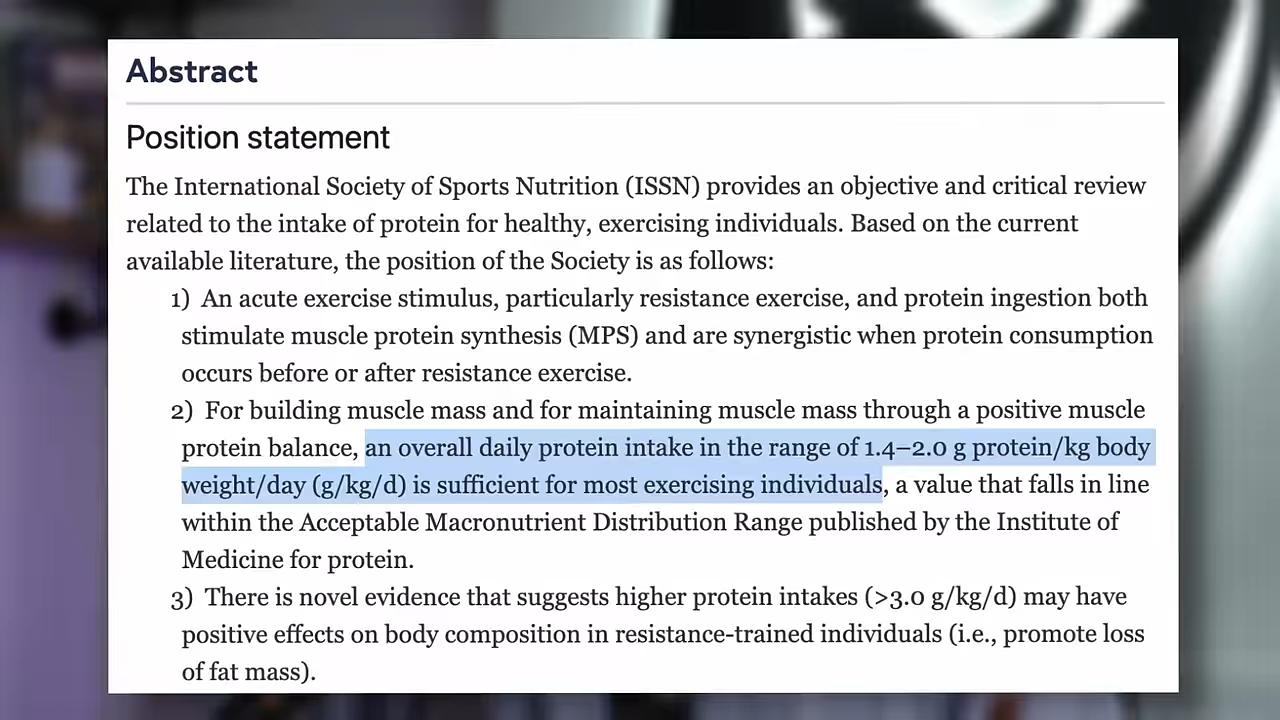 Abstract
Position statement
The International Society of Sports Nutrition (ISSN) provides an objective and critical review
related to the intake of protein for healthy, exercising individuals. Based on the current
available literature, the position of the Society is as follows:
1) An acute exercise stimulus, particularly resistance exercise, and protein ingestion both
stimulate muscle protein synthesis (MPS) and are synergistic when protein consumption
occurs before or after resistance exercise.
2) For building muscle mass and for maintaining muscle mass through a positive muscle
protein balance, an overall daily protein intake in the range of 1.4–2.0 g protein/kg body
weight/day (g/kg/d) is sufficient for most exercising individuals, a value that falls in line
within the Acceptable Macronutrient Distribution Range published by the Institute of
Medicine for protein.
3) There is novel evidence that suggests higher protein intakes (>3.0 g/kg/d) may have
positive effects on body composition in resistance-trained individuals (i.e., promote loss
of fat mass).